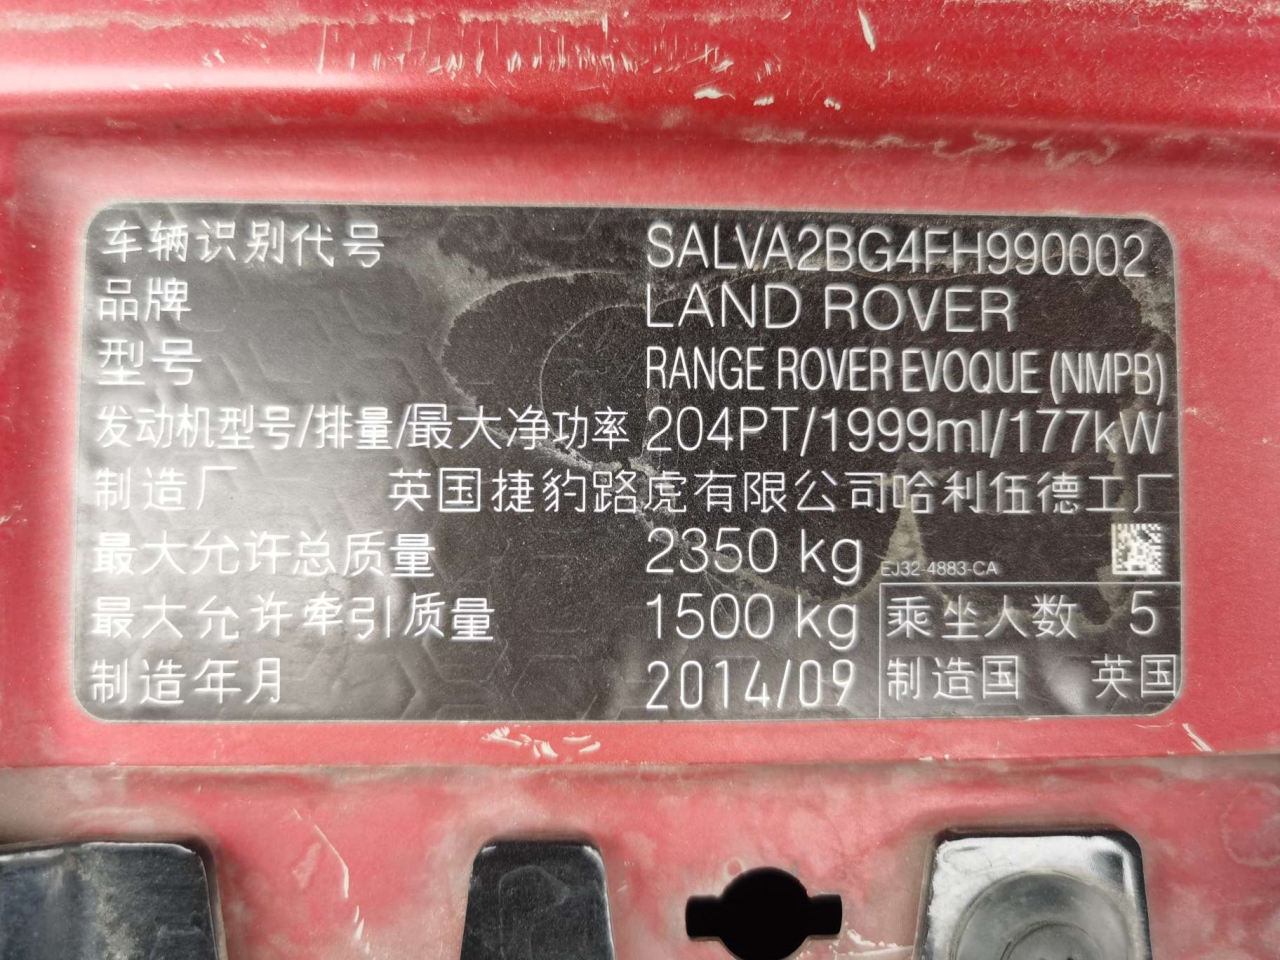 车辆识别代号 SALVA2BG4FH990002
品牌 LAND ROVER
型号 RANGE ROVER EVOQUE (NMPB)
发动机型号/排量/最大净功率 204PT/1999ml/177kW
制造厂 英国捷豹路虎有限公司哈利伍德工厂
最大允许总质量 2350 kg EJ32-4883-CA
最大允许牵引质量 1500 kg 乘坐人数 5
制造年月 2014/09 制造国 英国